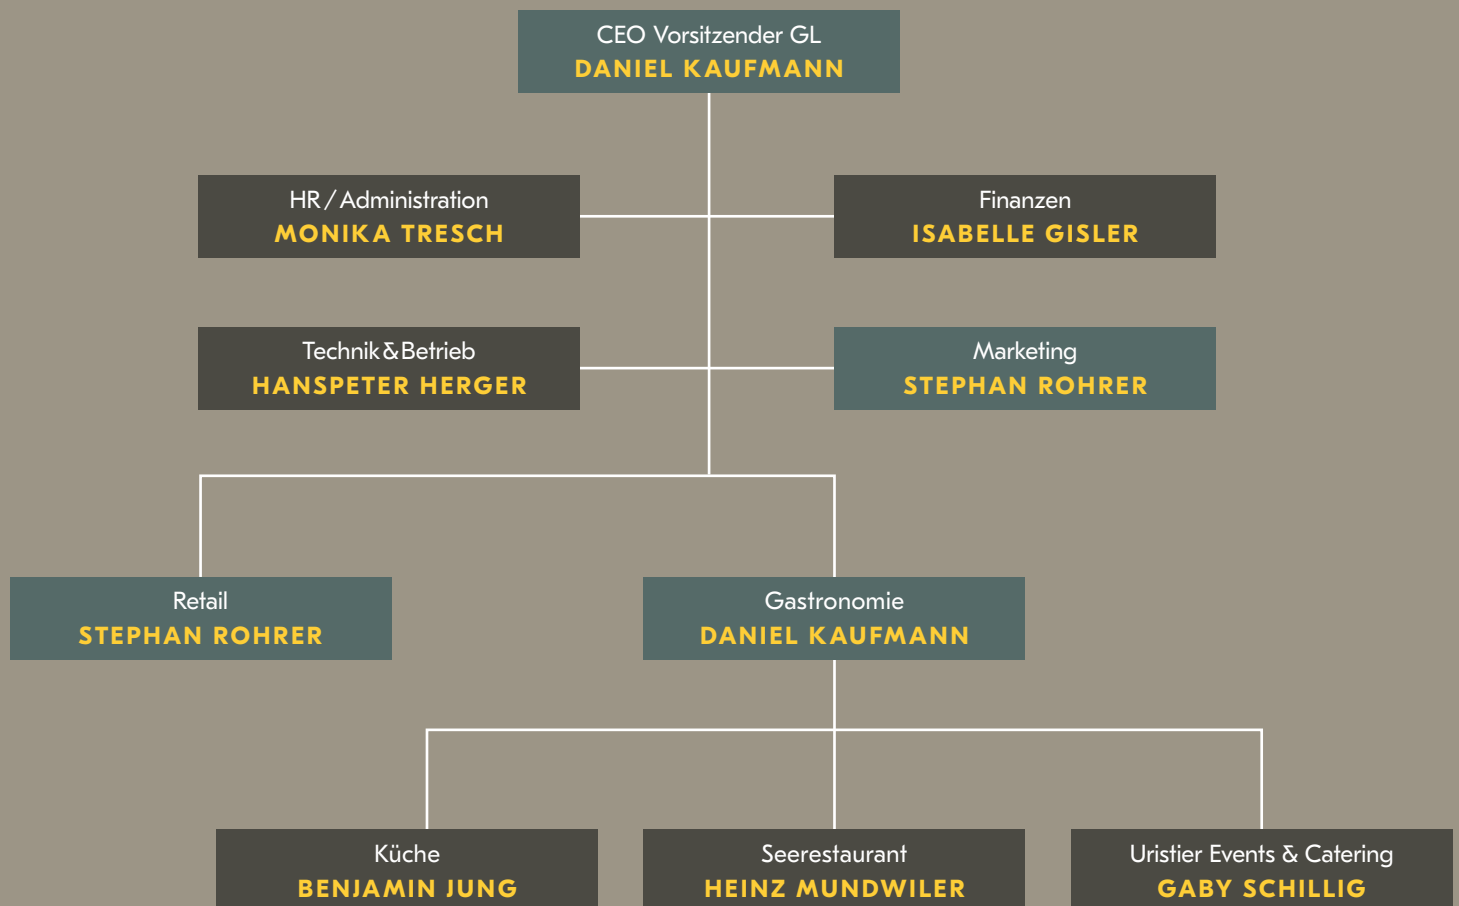 CEO Vorsitzender GL
DANIEL KAUFMANN
HR / Administration
MONIKA TRESCH
Finanzen
ISABELLE GISLER
Technik & Betrieb
HANSPETER HERGER
Marketing
STEPHAN ROHRER
Retail
STEPHAN ROHRER
Gastronomie
DANIEL KAUFMANN
Küche
BENJAMIN JUNG
Seerestaurant
HEINZ MUNDWILER
Uristier Events & Catering
GABY SCHILLIG